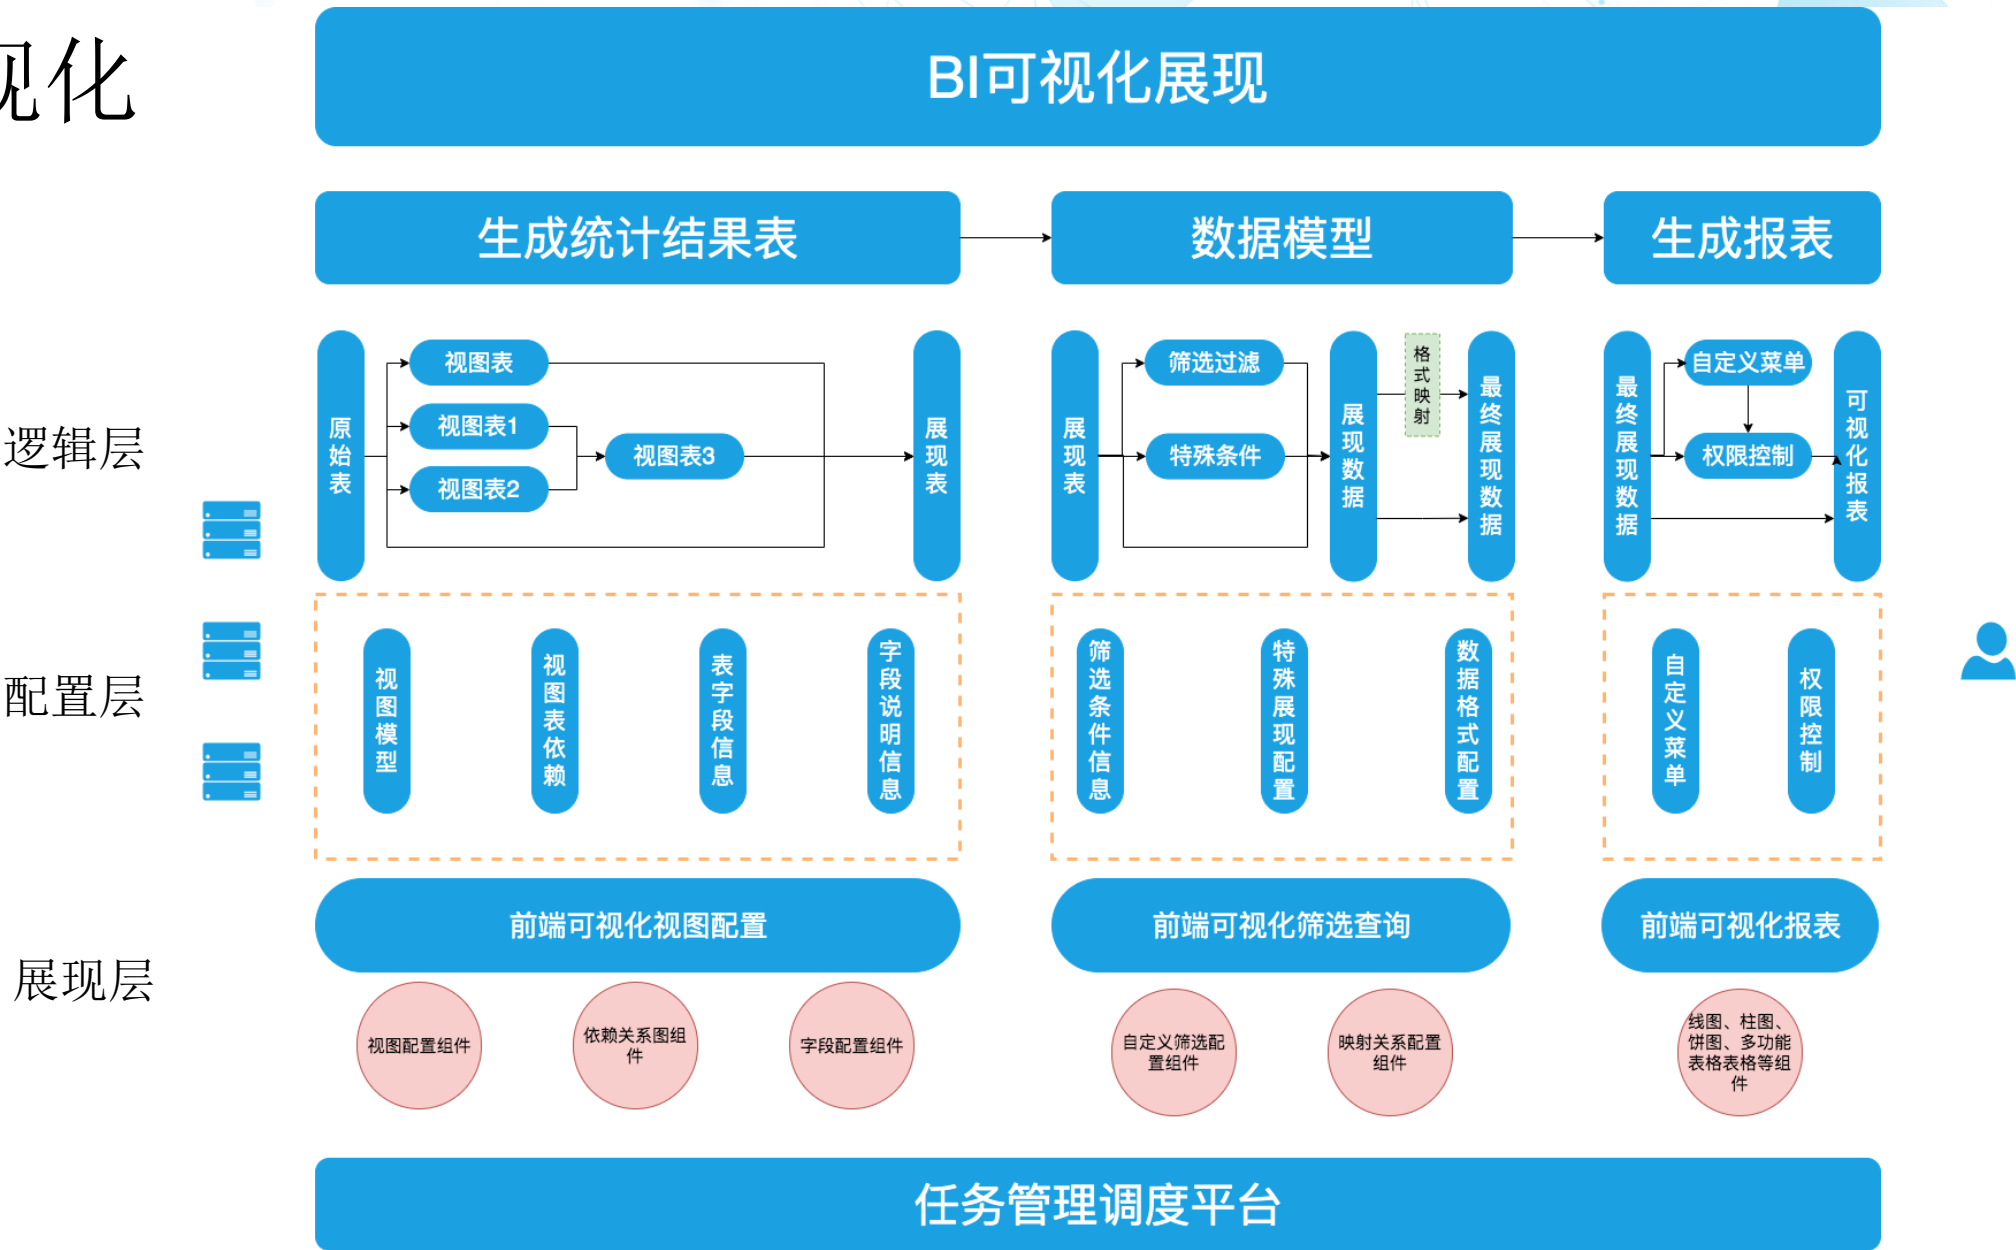 视化
BI可视化展现
生成统计结果表
数据模型
生成报表
逻辑层
原始表
视图表
视图表1
视图表2
视图表3
展现表
展现表
筛选过滤
特殊条件
展现数据
格式映射
最终展现数据
最终展现数据
自定义菜单
权限控制
可视化报表
配置层
视图模型
视图表依赖
表字段信息
字段说明信息
筛选条件信息
特殊展现配置
数据格式配置
自定义菜单
权限控制
展现层
前端可视化视图配置
前端可视化筛选查询
前端可视化报表
视图配置组件
依赖关系图组
件
字段配置组件
自定义筛选配
置组件
映射关系配置
组件
线图、柱图、
饼图、多功能
表格表格等组
件
任务管理调度平台